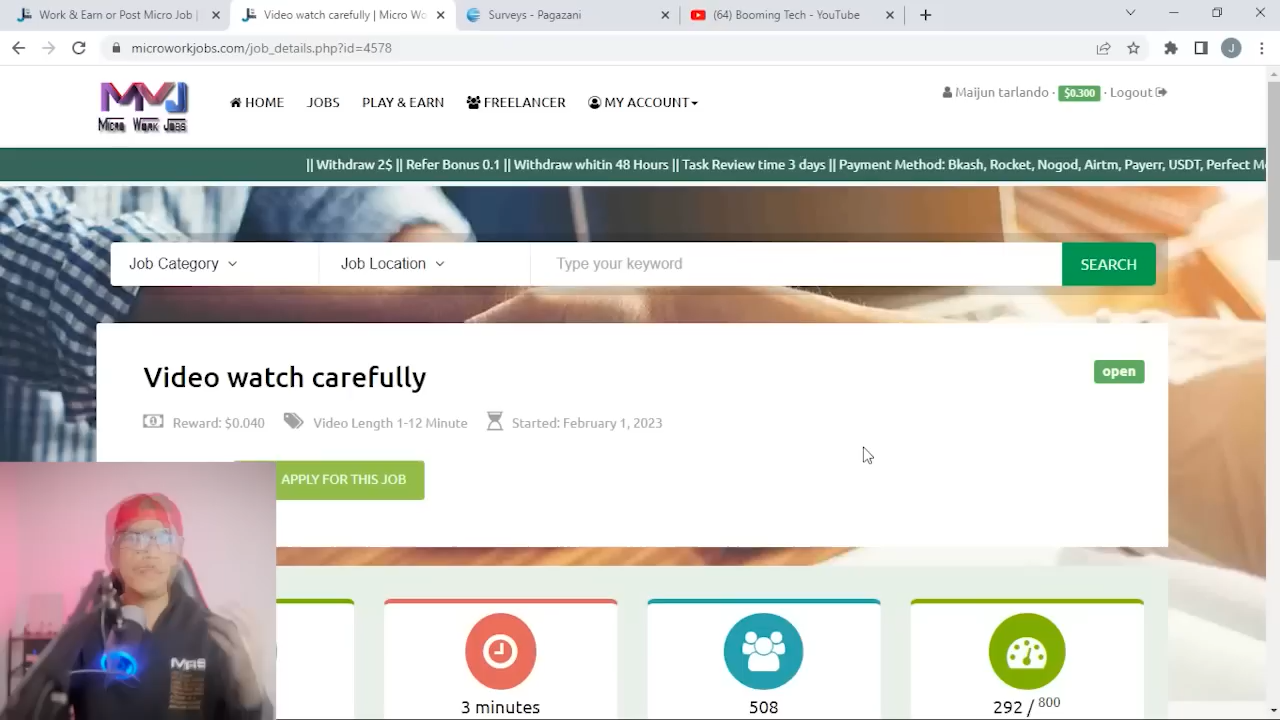 Work & Earn or Post Micro Job |
Video watch carefully | Micro Wo
Surveys - Pagazani
(64) Booming Tech - YouTube
microworkjobs.com/job_details.php?id=4578
J
MWJ
Micro Work Jobs
HOME
JOBS
PLAY & EARN
FREELANCER
MY ACCOUNT
Maijun tarlando · $0.300 · Logout
|| Withdraw 2$ || Refer Bonus 0.1 || Withdraw whitin 48 Hours || Task Review time 3 days || Payment Method: Bkash, Rocket, Nogod, Airtm, Payerr, USDT, Perfect M
Job Category
Job Location
Type your keyword
SEARCH
Video watch carefully
open
Reward: $0.040
Video Length 1-12 Minute
Started: February 1, 2023
APPLY FOR THIS JOB
3 minutes
508
292 / 800